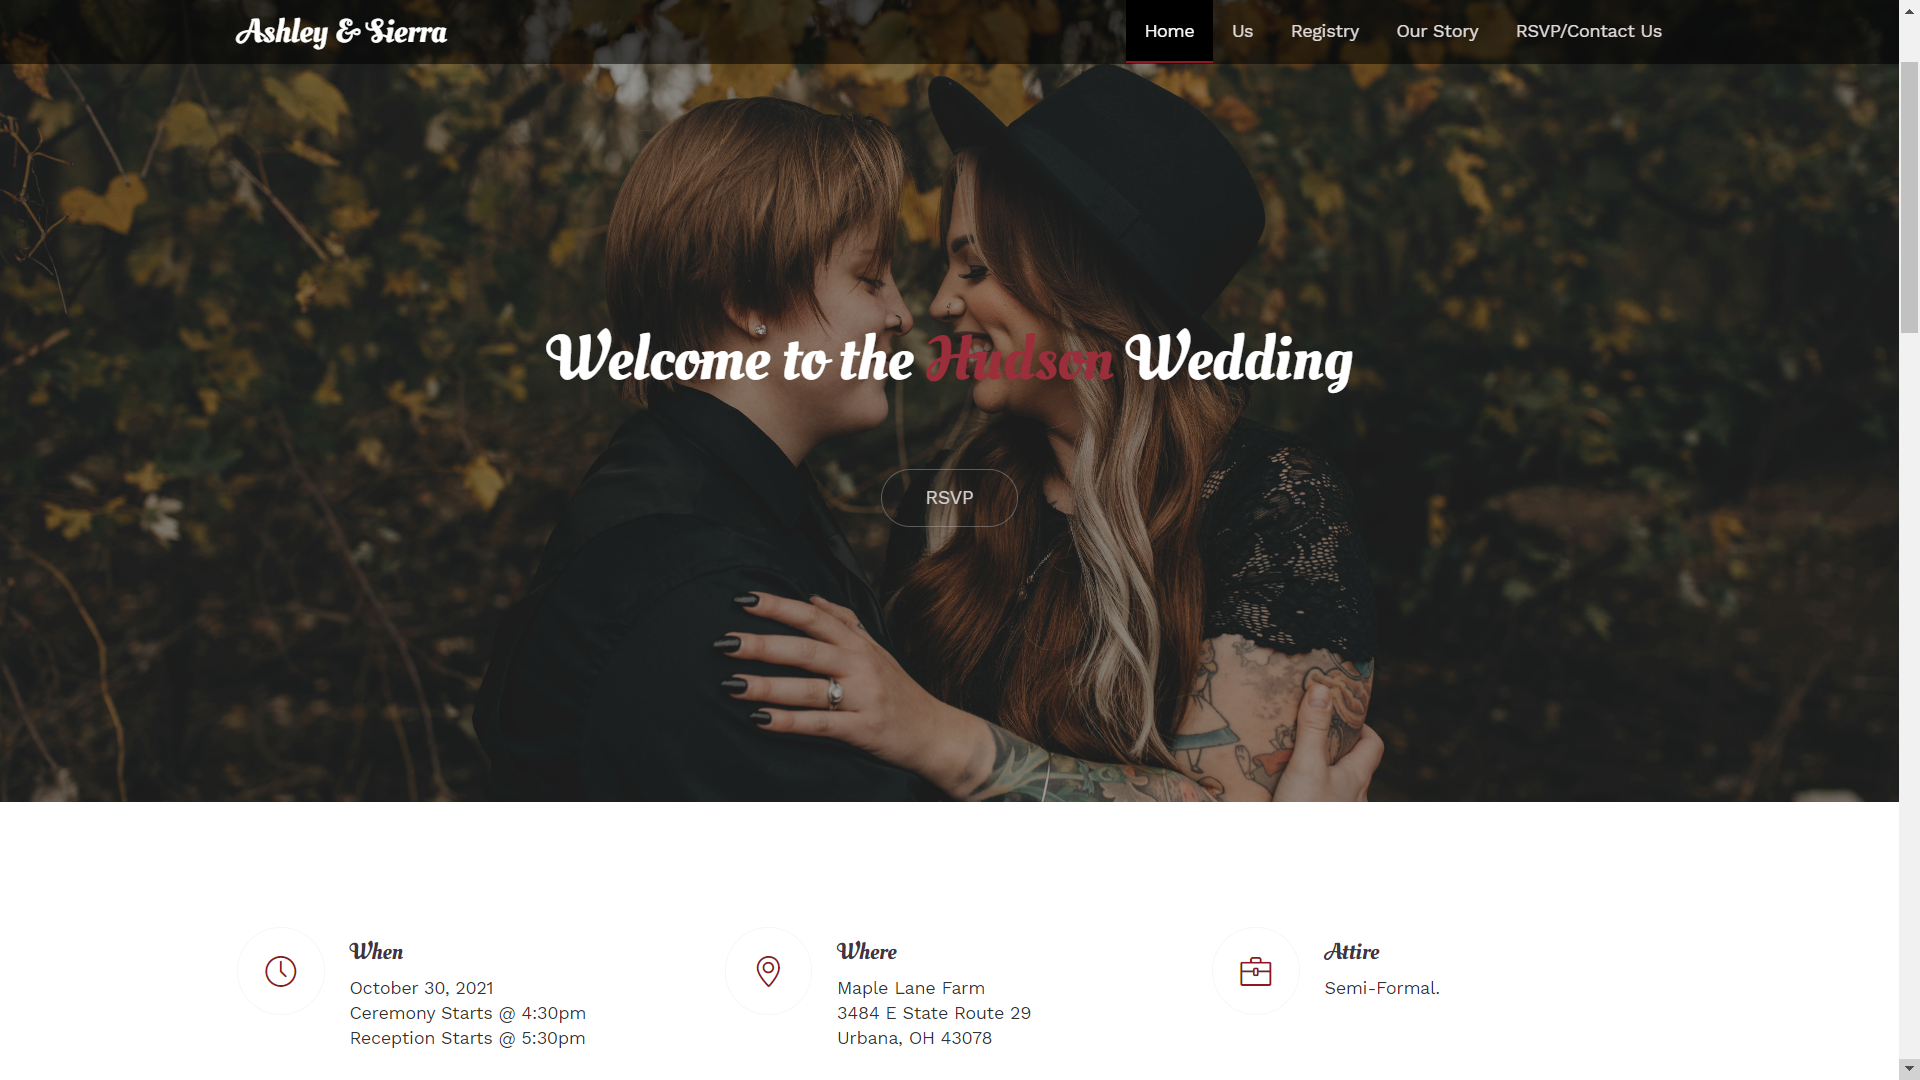 Ashley & Sierra
Home Us Registry Our Story RSVP/Contact Us
Welcome to the Hudson Wedding
RSVP
When
October 30, 2021
Ceremony Starts @ 4:30pm
Reception Starts @ 5:30pm
Where
Maple Lane Farm
3484 E State Route 29
Urbana, OH 43078
Attire
Semi-Formal.